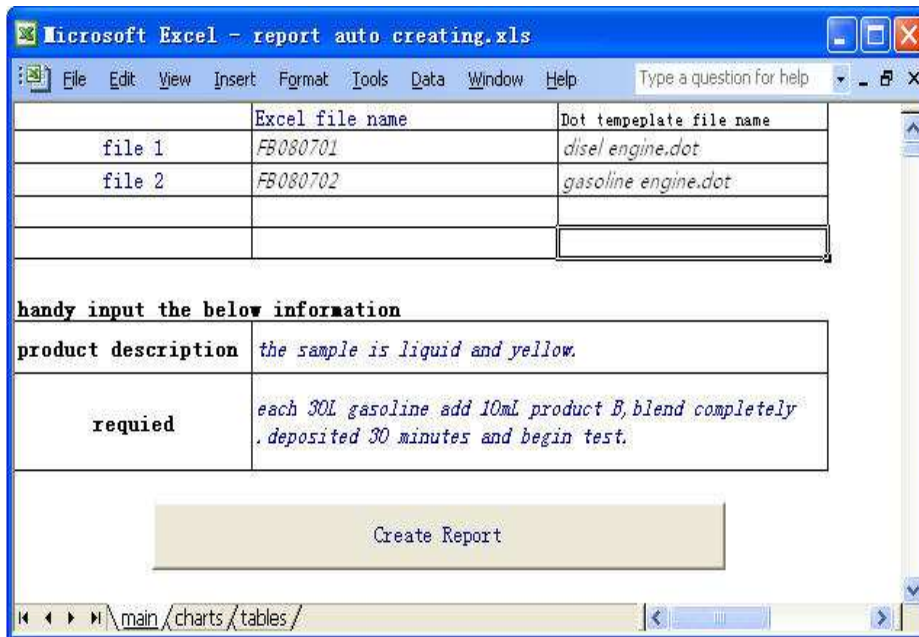 Microsoft Excel - report auto creating.xls
File Edit View Insert Format Tools Data Window Help Type a question for help
Excel file name Dot tempeplate file name
file 1 FB080701 disel engine.dot
file 2 FB080702 gasoline engine.dot
handy input the below information
product description the sample is liquid and yellow.
requied each 30L gasoline add 10mL product B,blend completely
.deposited 30 minutes and begin test.
Create Report
main charts tables